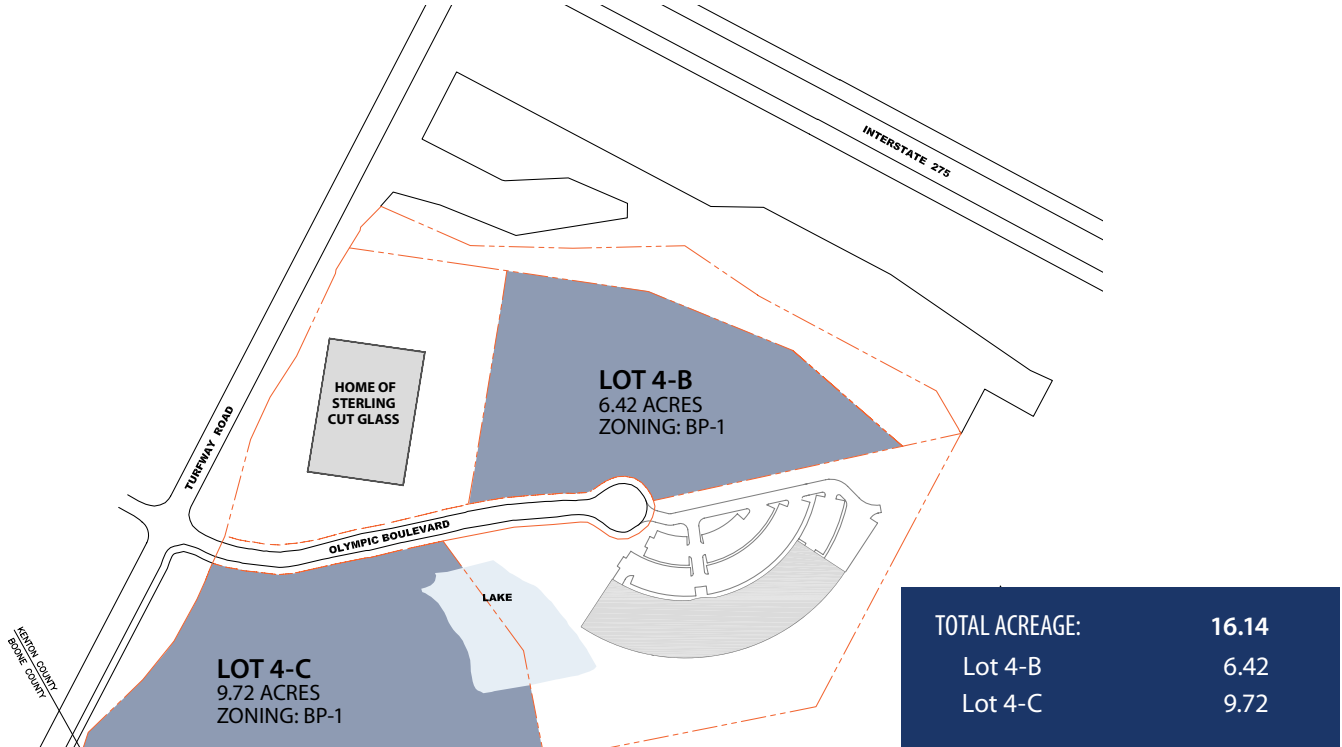 INTERSTATE 275
HOME OF
STERLING
CUT GLASS
LOT 4-B
6.42 ACRES
ZONING: BP-1
TURFWAY ROAD
OLYMPIC BOULEVARD
LAKE
KENTON COUNTY
BOONE COUNTY
LOT 4-C
9.72 ACRES
ZONING: BP-1
TOTAL ACREAGE: 16.14
Lot 4-B 6.42
Lot 4-C 9.72